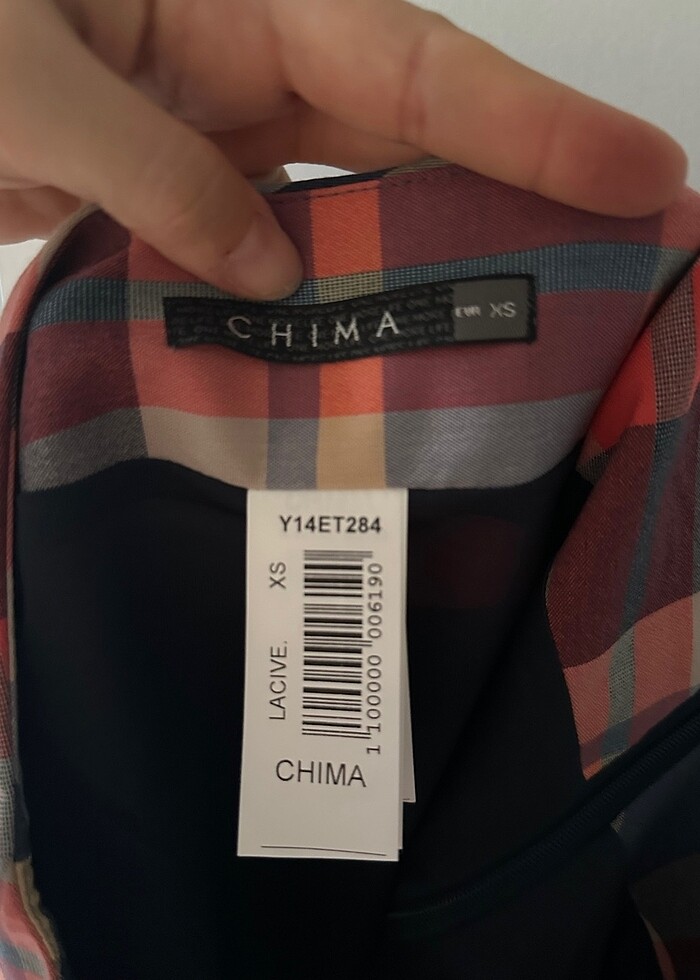 CHIMA
EUR XS
Y14ET284
XS
LACIVE.
1 100000 006190
CHIMA